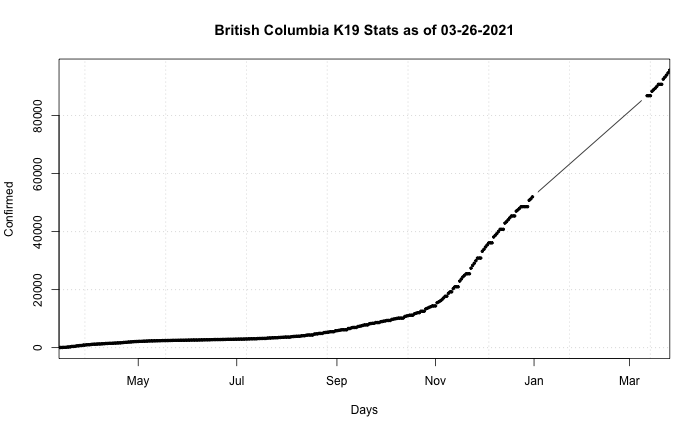 British Columbia K19 Stats as of 03-26-2021
Confirmed
80000
60000
40000
20000
0
May Jul Sep Nov Jan Mar
Days